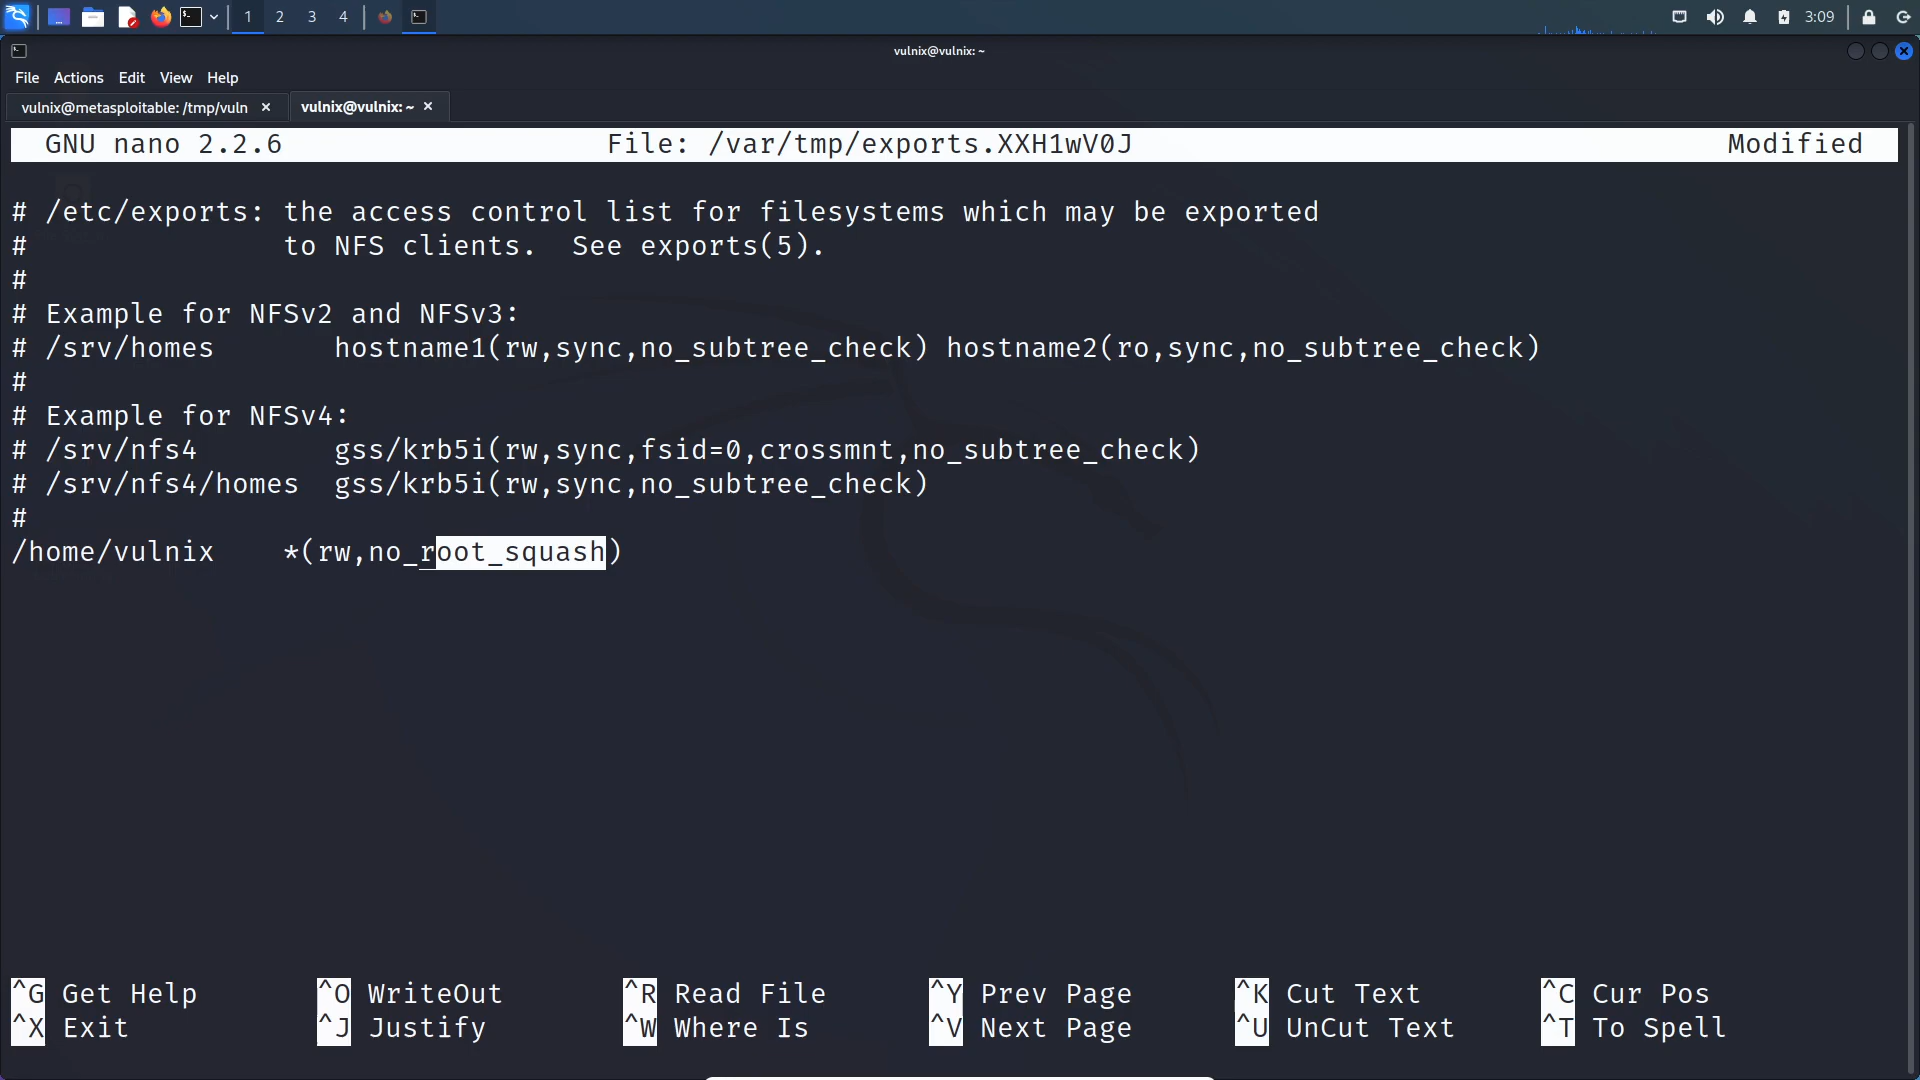 1 2 3 4 3:09
vulnix@vulnix: ~
File Actions Edit View Help
vulnix@metasploitable: /tmp/vuln × vulnix@vulnix: ~ ×
GNU nano 2.2.6 File: /var/tmp/exports.XXH1wV0J Modified
# /etc/exports: the access control list for filesystems which may be exported
# to NFS clients. See exports(5).
#
# Example for NFSv2 and NFSv3:
# /srv/homes hostname1(rw,sync,no_subtree_check) hostname2(ro,sync,no_subtree_check)
#
# Example for NFSv4:
# /srv/nfs4 gss/krb5i(rw,sync,fsid=0,crossmnt,no_subtree_check)
# /srv/nfs4/homes gss/krb5i(rw,sync,no_subtree_check)
#
/home/vulnix *(rw,no_root_squash)
^G Get Help ^O WriteOut ^R Read File ^Y Prev Page ^K Cut Text ^C Cur Pos
^X Exit ^J Justify ^W Where Is ^V Next Page ^U UnCut Text ^T To Spell